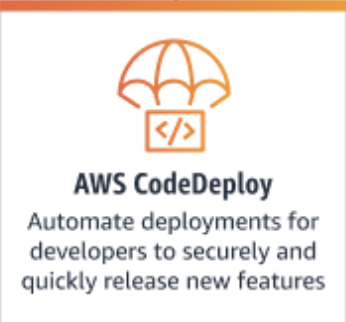 </>
AWS CodeDeploy
Automate deployments for
developers to securely and
quickly release new features